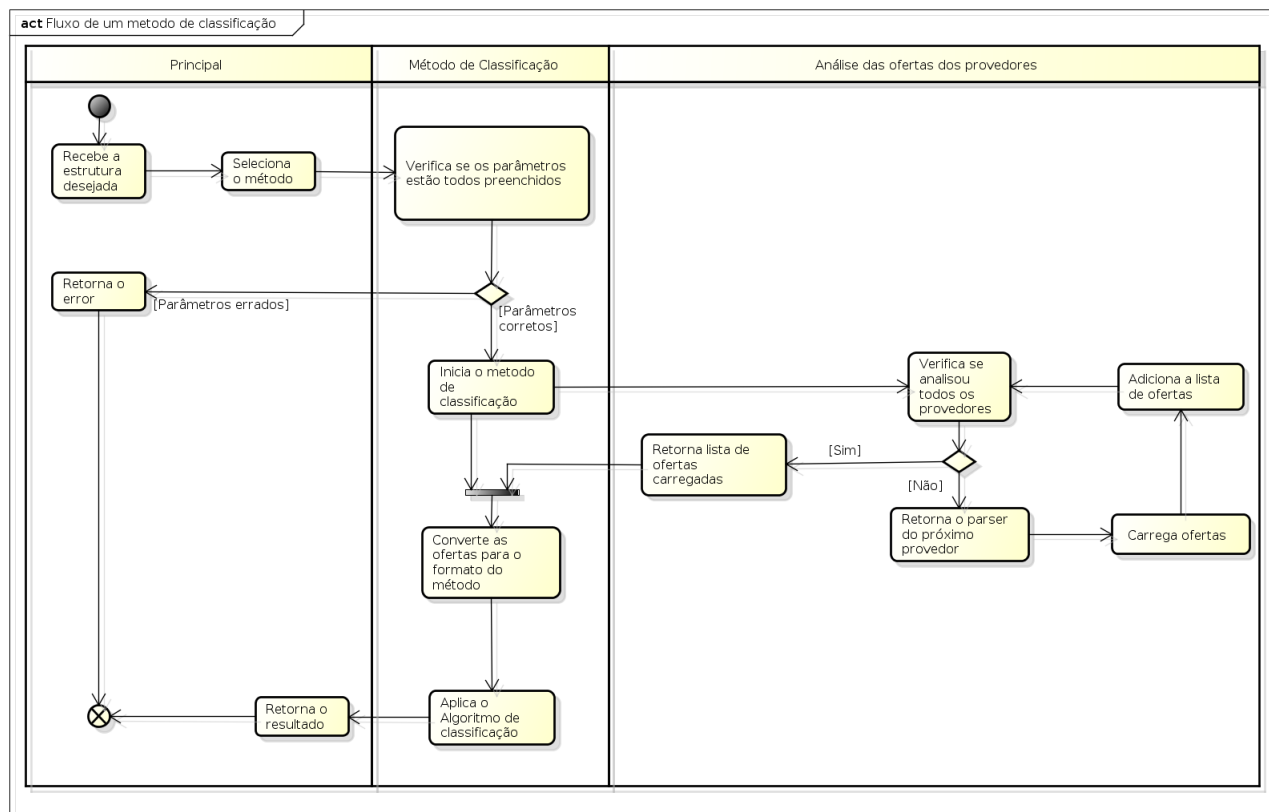 act Fluxo de um metodo de classificação
Principal
Método de Classificação
Análise das ofertas dos provedores
Recebe a
estrutura
desejada
Seleciona
o método
Verifica se os parâmetros
estão todos preenchidos
Retorna o
error
[Parâmetros errados]
[Parâmetros
corretos]
Inicia o metodo
de
classificação
Verifica se
analisou
todos os
provedores
Adiciona a lista
de ofertas
Retorna lista de
ofertas
carregadas
[Sim]
[Não]
Retorna o parser
do próximo
provedor
Carrega ofertas
Converte as
ofertas para o
formato do
método
Aplica o
Algoritmo de
classificação
Retorna o
resultado